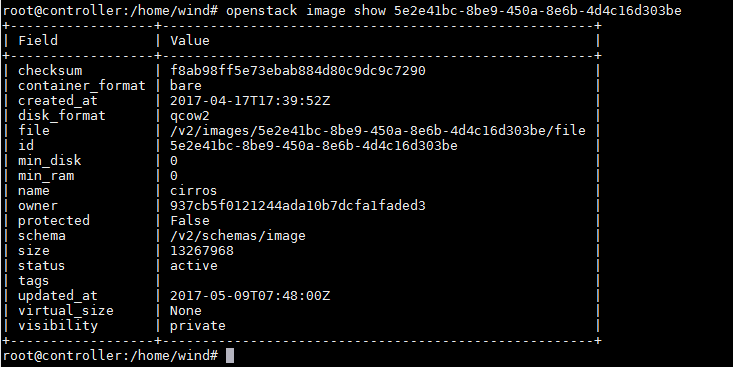 root@controller:/home/wind# openstack image show 5e2e41bc-8be9-450a-8e6b-4d4c16d303be
+------------------+------------------------------------------------------+
| Field            | Value                                                |
+------------------+------------------------------------------------------+
| checksum         | f8ab98ff5e73ebab884d80c9dc9c7290                     |
| container_format | bare                                                 |
| created_at       | 2017-04-17T17:39:52Z                                 |
| disk_format      | qcow2                                                |
| file             | /v2/images/5e2e41bc-8be9-450a-8e6b-4d4c16d303be/file |
| id               | 5e2e41bc-8be9-450a-8e6b-4d4c16d303be                 |
| min_disk         | 0                                                    |
| min_ram          | 0                                                    |
| name             | cirros                                               |
| owner            | 937cb5f0121244ada10b7dcfa1faded3                     |
| protected        | False                                                |
| schema           | /v2/schemas/image                                    |
| size             | 13267968                                             |
| status           | active                                               |
| tags             |                                                      |
| updated_at       | 2017-05-09T07:48:00Z                                 |
| virtual_size     | None                                                 |
| visibility       | private                                              |
+------------------+------------------------------------------------------+
root@controller:/home/wind#